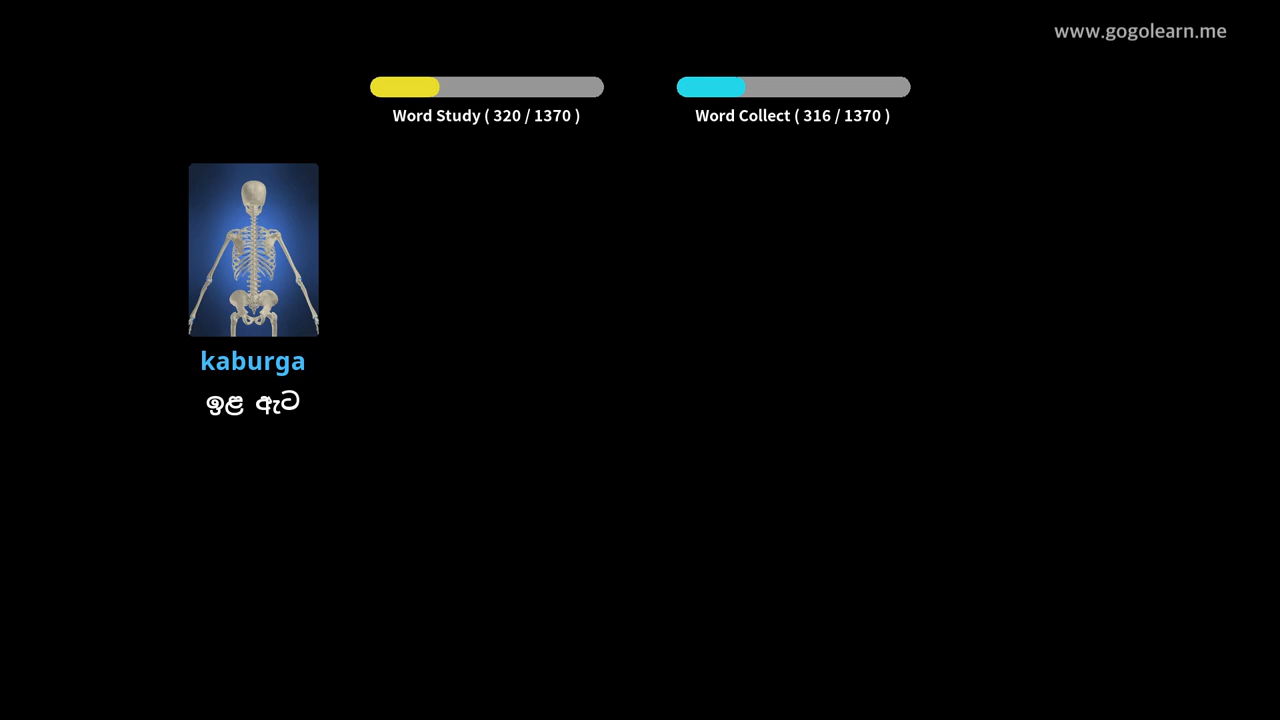 www.gogolearn.me
Word Study ( 320 / 1370 )
Word Collect ( 316 / 1370 )
kaburga
ඉළ ඇට